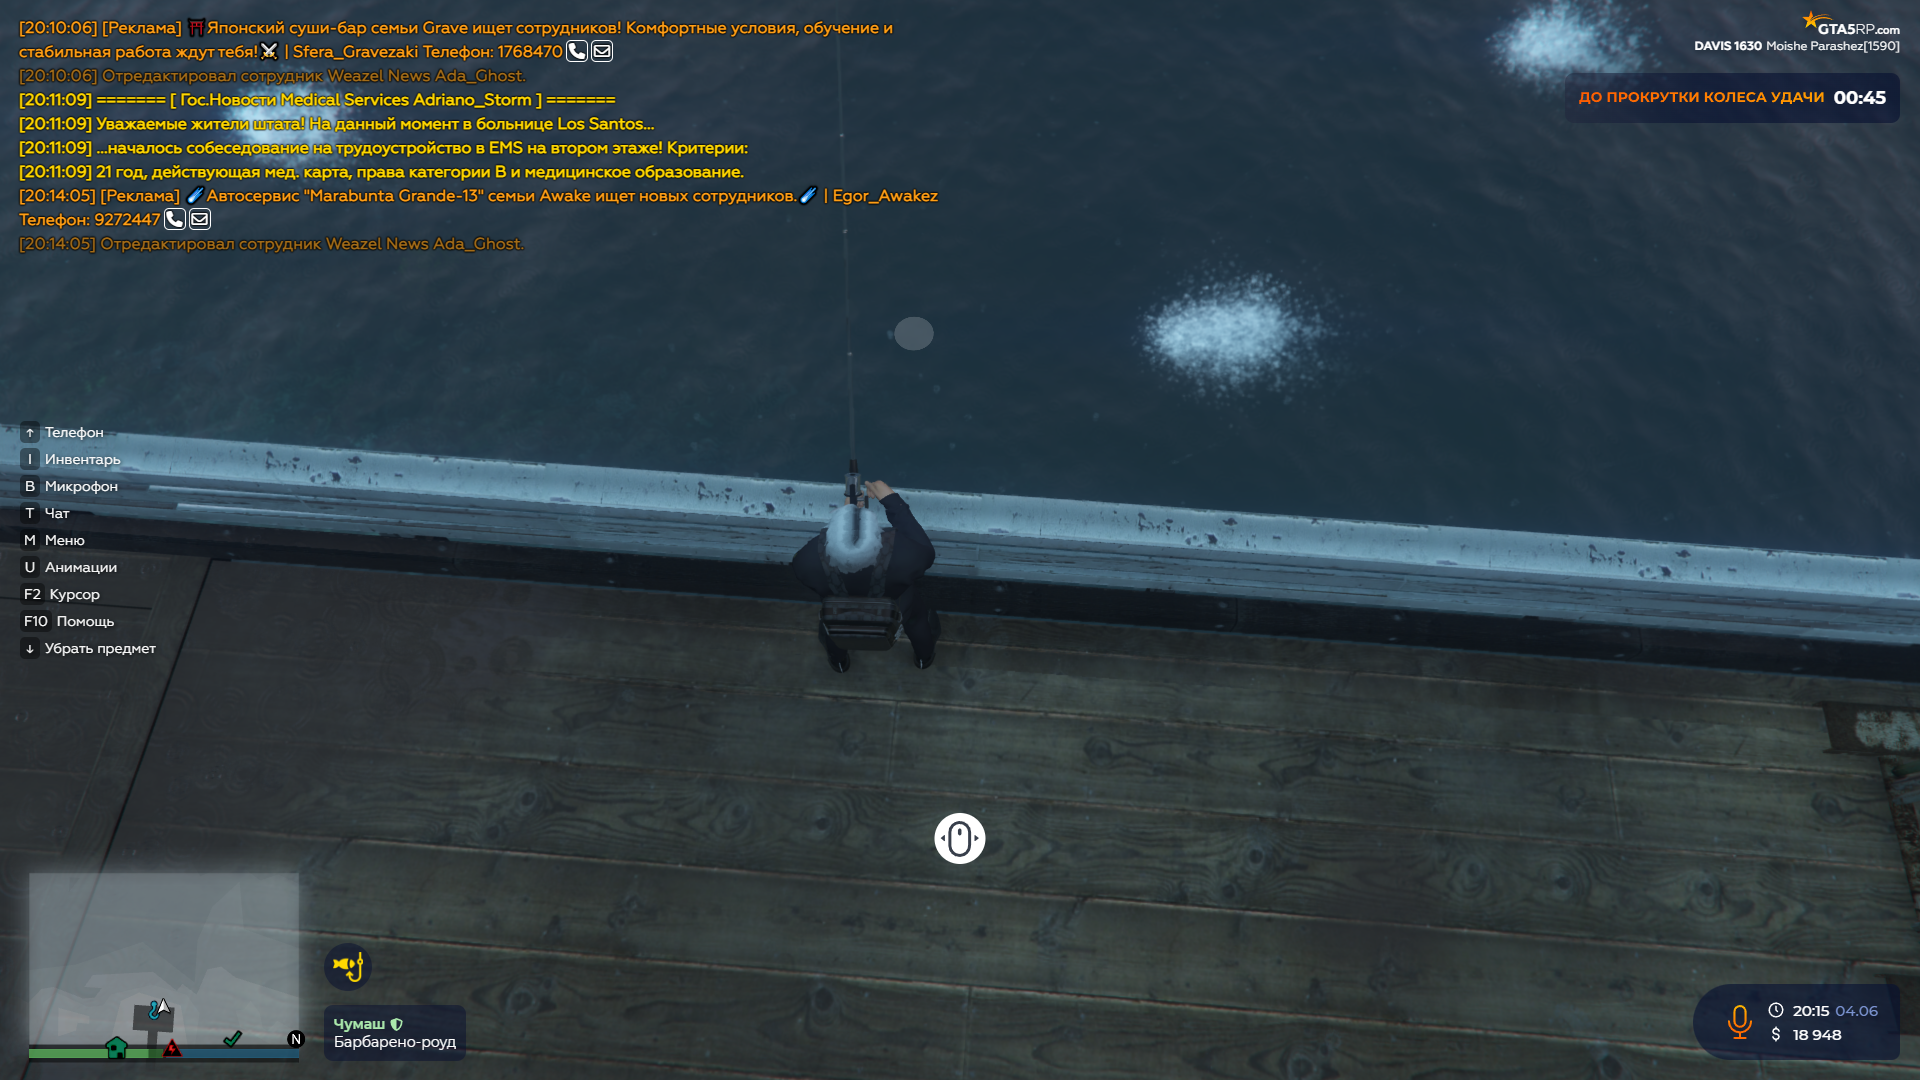 [20:10:06] [Реклама] Японский суши-бар семьи Grave ищет сотрудников! Комфортные условия, обучение и
стабильная работа ждут тебя! | Sfera_Gravezaki Телефон: 1768470
[20:10:06] Отредактировал сотрудник Weazel News Ada_Ghost.
[20:11:09] ======= [ Гос.Новости Medical Services Adriano_Storm ] =======
[20:11:09] Уважаемые жители штата! На данный момент в больнице Los Santos...
[20:11:09] ...началось собеседование на трудоустройство в EMS на втором этаже! Критерии:
[20:11:09] 21 год, действующая мед. карта, права категории B и медицинское образование.
[20:14:05] [Реклама] Автосервис "Marabunta Grande-13" семьи Awake ищет новых сотрудников. | Egor_Awakez
Телефон: 9272447
[20:14:05] Отредактировал сотрудник Weazel News Ada_Ghost.
GTA5RP.com
DAVIS 1630 Moishe Parashez[1590]
ДО ПРОКРУТКИ КОЛЕСА УДАЧИ 00:45
↑ Телефон
I Инвентарь
B Микрофон
T Чат
M Меню
U Анимации
F2 Курсор
F10 Помощь
↓ Убрать предмет
N
Чумаш
Барбарено-роуд
20:15 04.06
$ 18 948